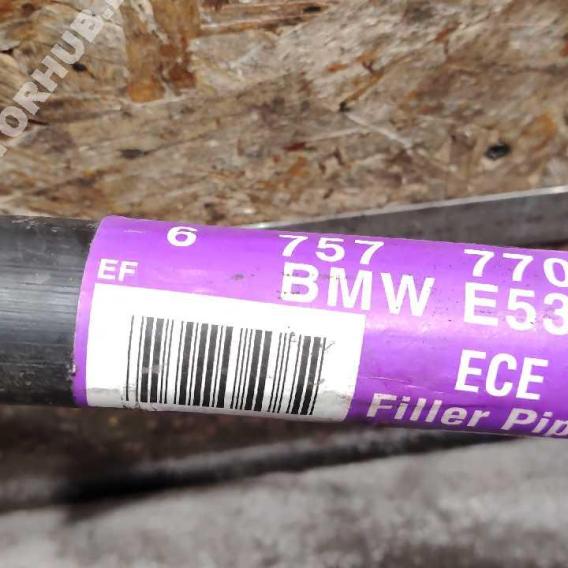 6 757 770
EF
BMW E53
ECE
Filler Pip